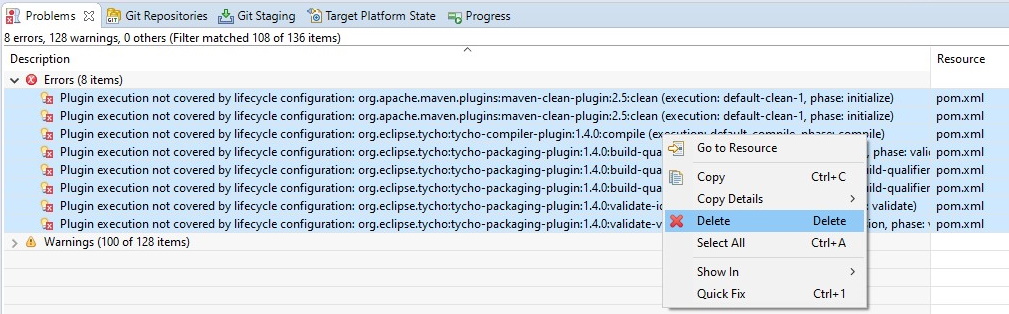 Problems Git Repositories Git Staging Target Platform State Progress
8 errors, 128 warnings, 0 others (Filter matched 108 of 136 items)
Description Resource
Errors (8 items)
Plugin execution not covered by lifecycle configuration: org.apache.maven.plugins:maven-clean-plugin:2.5:clean (execution: default-clean-1, phase: initialize) pom.xml
Plugin execution not covered by lifecycle configuration: org.apache.maven.plugins:maven-clean-plugin:2.5:clean (execution: default-clean-1, phase: initialize) pom.xml
Plugin execution not covered by lifecycle configuration: org.eclipse.tycho:tycho-compiler-plugin:1.4.0:compile (execution: default-compile, phase: compile) pom.xml
Plugin execution not covered by lifecycle configuration: org.eclipse.tycho:tycho-packaging-plugin:1.4.0:build-qua , phase: vali pom.xml
Plugin execution not covered by lifecycle configuration: org.eclipse.tycho:tycho-packaging-plugin:1.4.0:build-qua uild-qualifier pom.xml
Plugin execution not covered by lifecycle configuration: org.eclipse.tycho:tycho-packaging-plugin:1.4.0:build-qua uild-qualifier pom.xml
Plugin execution not covered by lifecycle configuration: org.eclipse.tycho:tycho-packaging-plugin:1.4.0:validate-id validate) pom.xml
Plugin execution not covered by lifecycle configuration: org.eclipse.tycho:tycho-packaging-plugin:1.4.0:validate-v sion, phase: v pom.xml
Warnings (100 of 128 items)
Go to Resource
Copy Ctrl+C
Copy Details
Delete Delete
Select All Ctrl+A
Show In
Quick Fix Ctrl+1